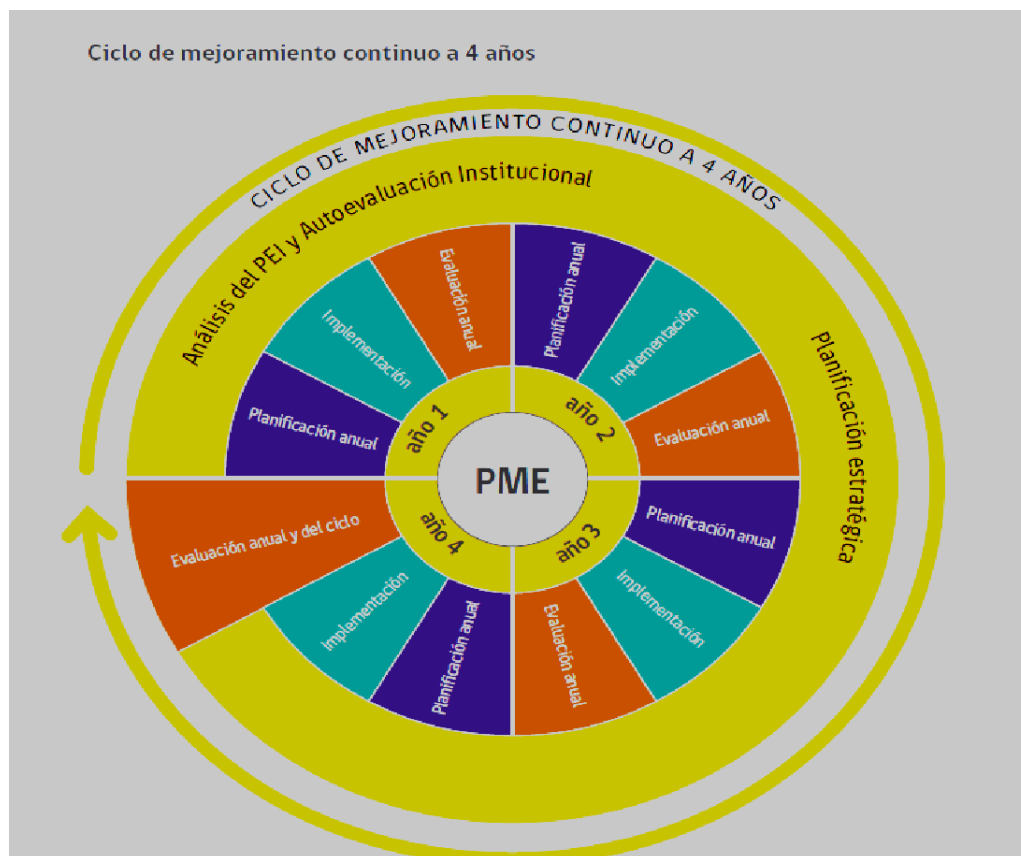 Ciclo de mejoramiento continuo a 4 años
CICLO DE MEJORAMIENTO CONTINUO A 4 AÑOS
Análisis del PEI y Autoevaluación Institucional
Planificación estratégica
año 1
Planificación anual
Implementación
Evaluación anual
año 2
Planificación anual
Implementación
Evaluación anual
año 3
Planificación anual
Implementación
Evaluación anual
año 4
Planificación anual
Implementación
Evaluación anual y del ciclo
PME